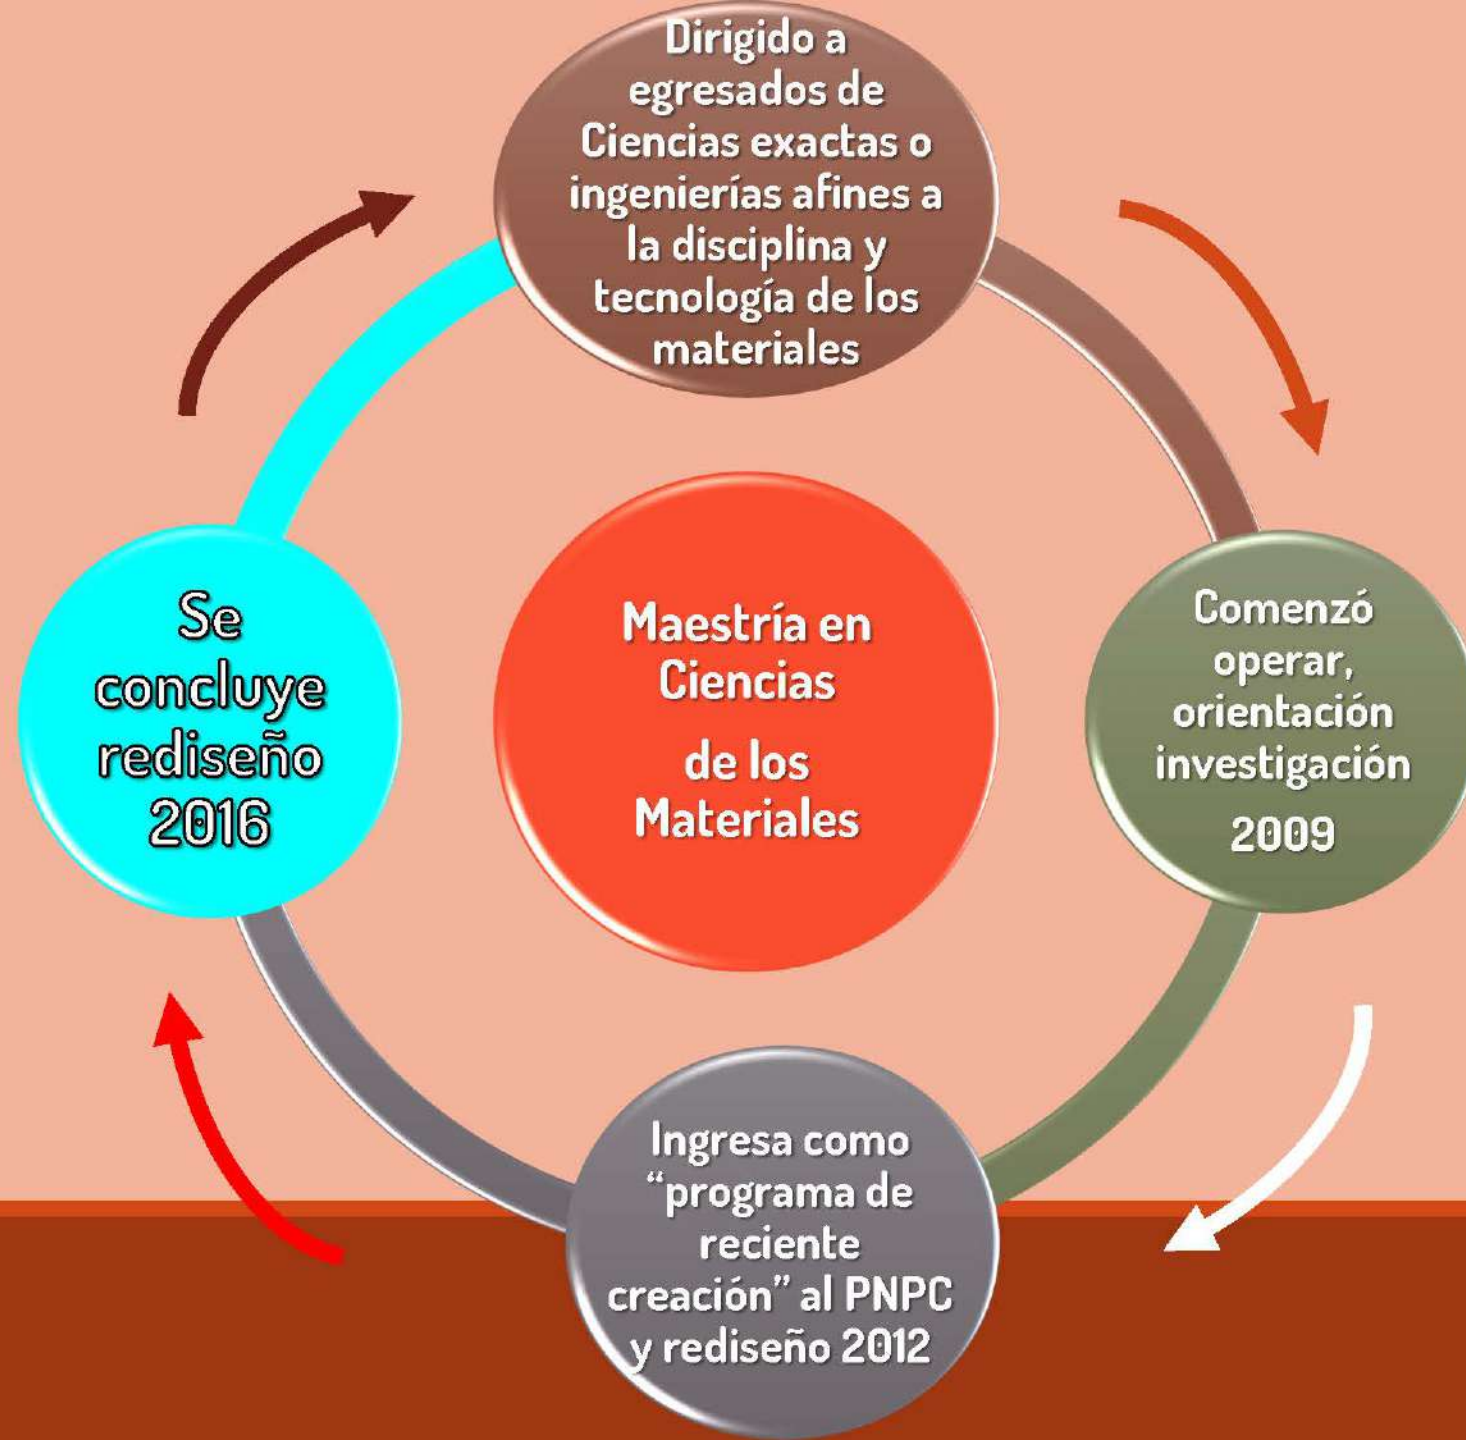 Dirigido a
egresados de
Ciencias exactas o
ingenierías afines a
la disciplina y
tecnología de los
materiales
Comenzó
operar,
orientación
investigación
2009
Ingresa como
“programa de
reciente
creación” al PNPC
y rediseño 2012
Se
concluye
rediseño
2016
Maestría en
Ciencias
de los
Materiales